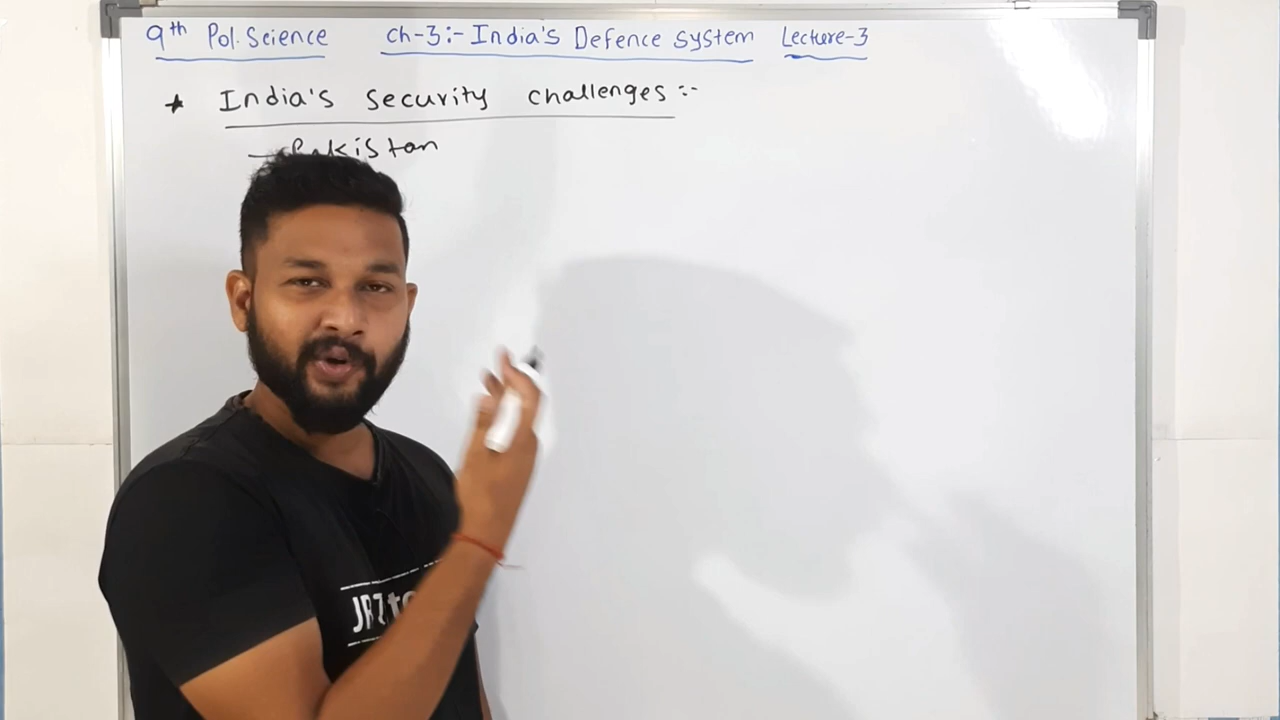 9th Pol. Science Ch-3:- India's Defence system Lecture-3
* India's security challenges :-
→ Pakistan